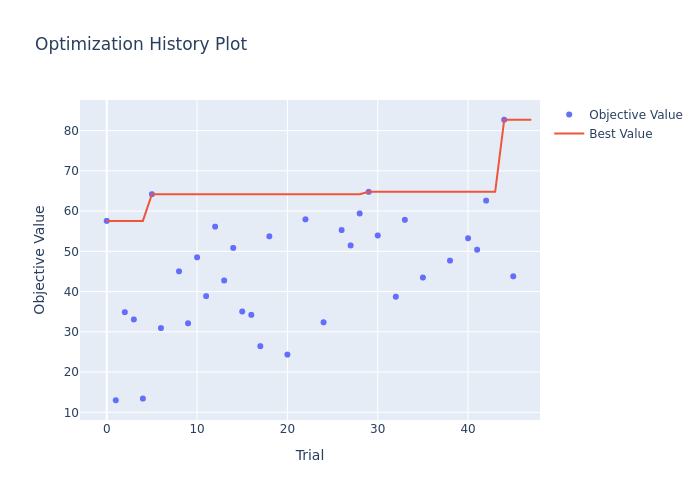 Optimization History Plot
Objective Value
Best Value
80
70
60
50
40
30
20
10
Objective Value
0 10 20 30 40
Trial